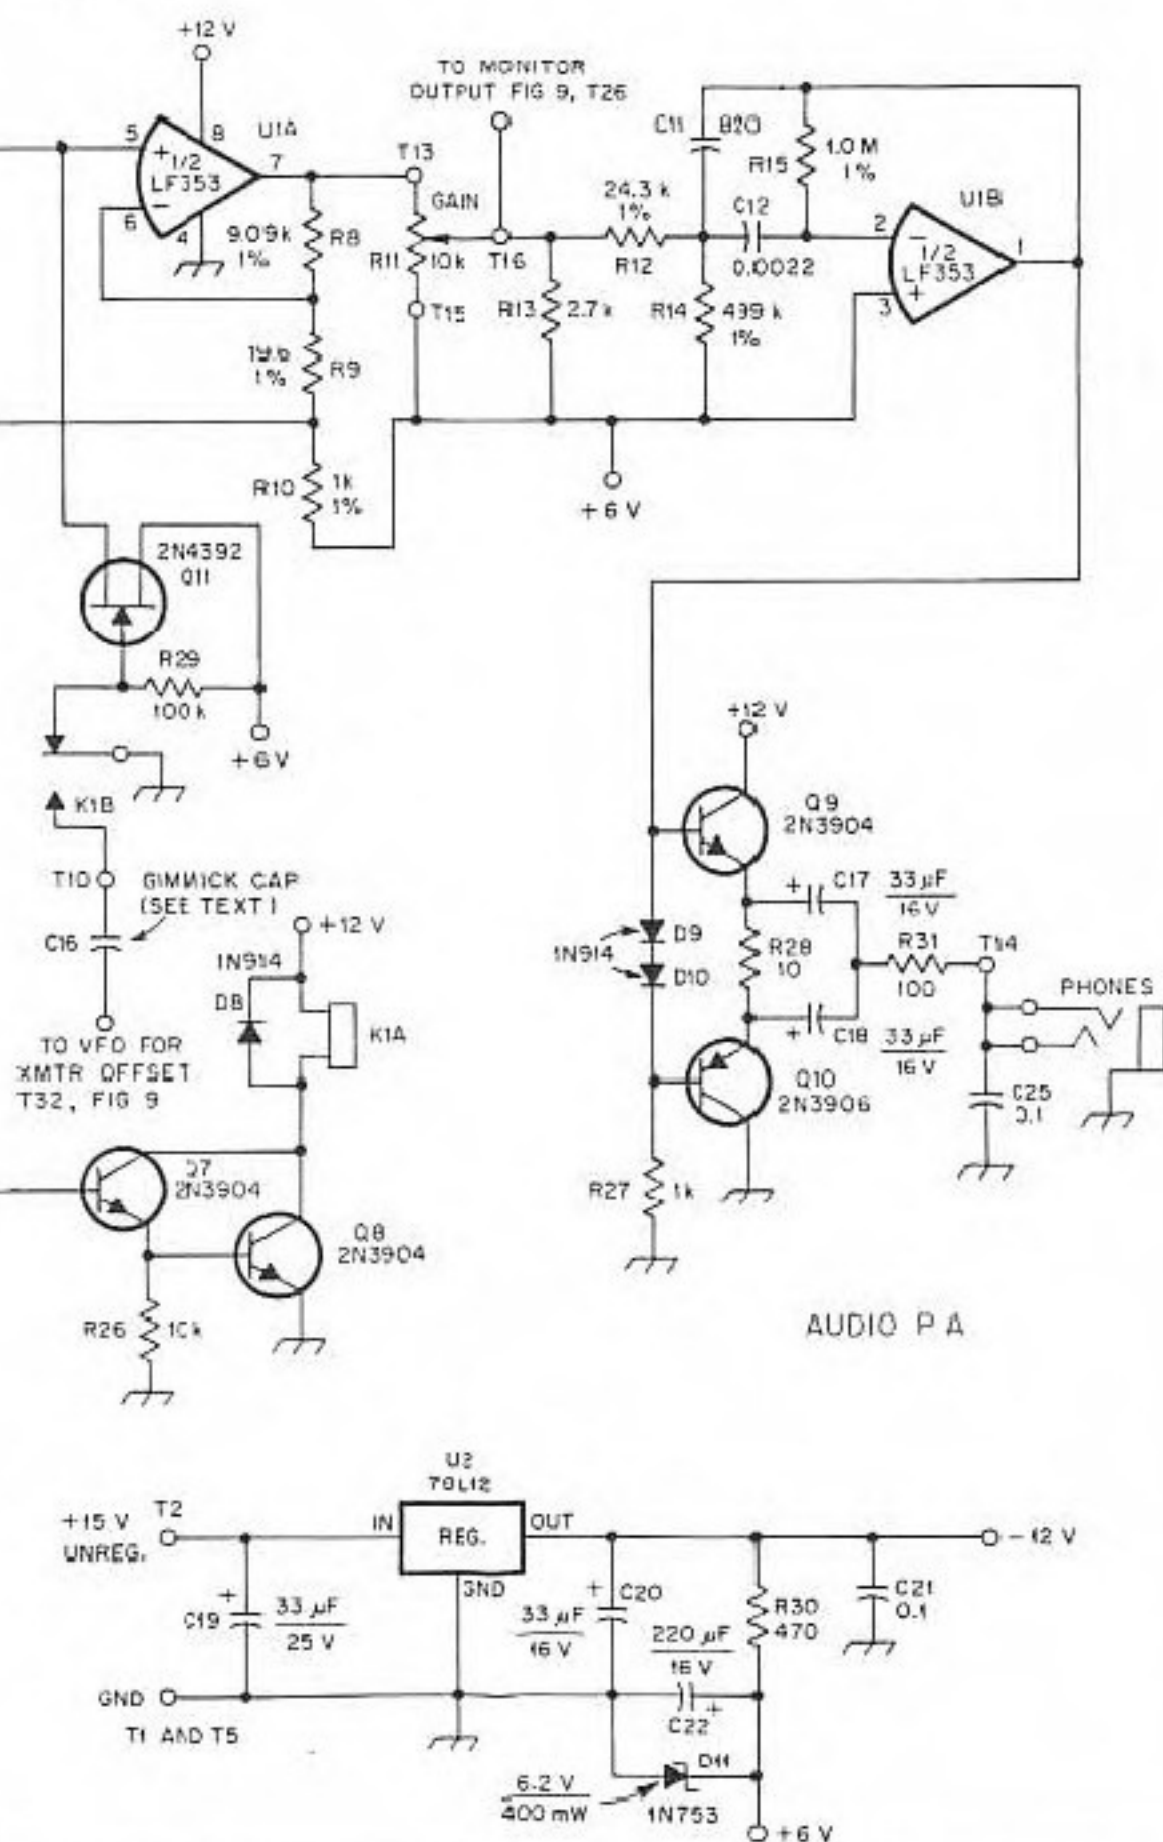 +12 V
TO MONITOR
OUTPUT FIG 9, T26
5
8
U1A
+ 1/2
LF353
7
T13
6
−
4
9.09k
1%
R8
GAIN
R11
10k
T16
T15
R13
2.7k
24.3 k
1%
R12
C11
820
R15
1.0 M
1%
C12
0.0022
R14
499 k
1%
U1B
2
−
1/2
LF353
1
3
+
19.6
1%
R9
R10
1k
1%
+6 V
2N4392
Q11
R29
100k
+6V
K1B
T10
GIMMICK CAP
(SEE TEXT)
C16
TO VFO FOR
XMTR OFFSET
T32, FIG 9
+12 V
1N914
D8
K1A
Q7
2N3904
Q8
2N3904
R26
10k
+12 V
Q9
2N3904
+
C17
33 µF
16 V
1N914
D9
D10
R28
10
R31
100
T14
PHONES
+
C18
33 µF
16 V
Q10
2N3906
C25
0.1
R27
1k
AUDIO P A
U2
78L12
+15 V
UNREG.
T2
IN
REG.
OUT
GND
−12 V
+
C19
33 µF
25 V
+
C20
33 µF
16 V
220 µF
16 V
C22
+
R30
470
C21
0.1
GND
T1 AND T5
6.2 V
400 mW
D11
1N753
+6 V